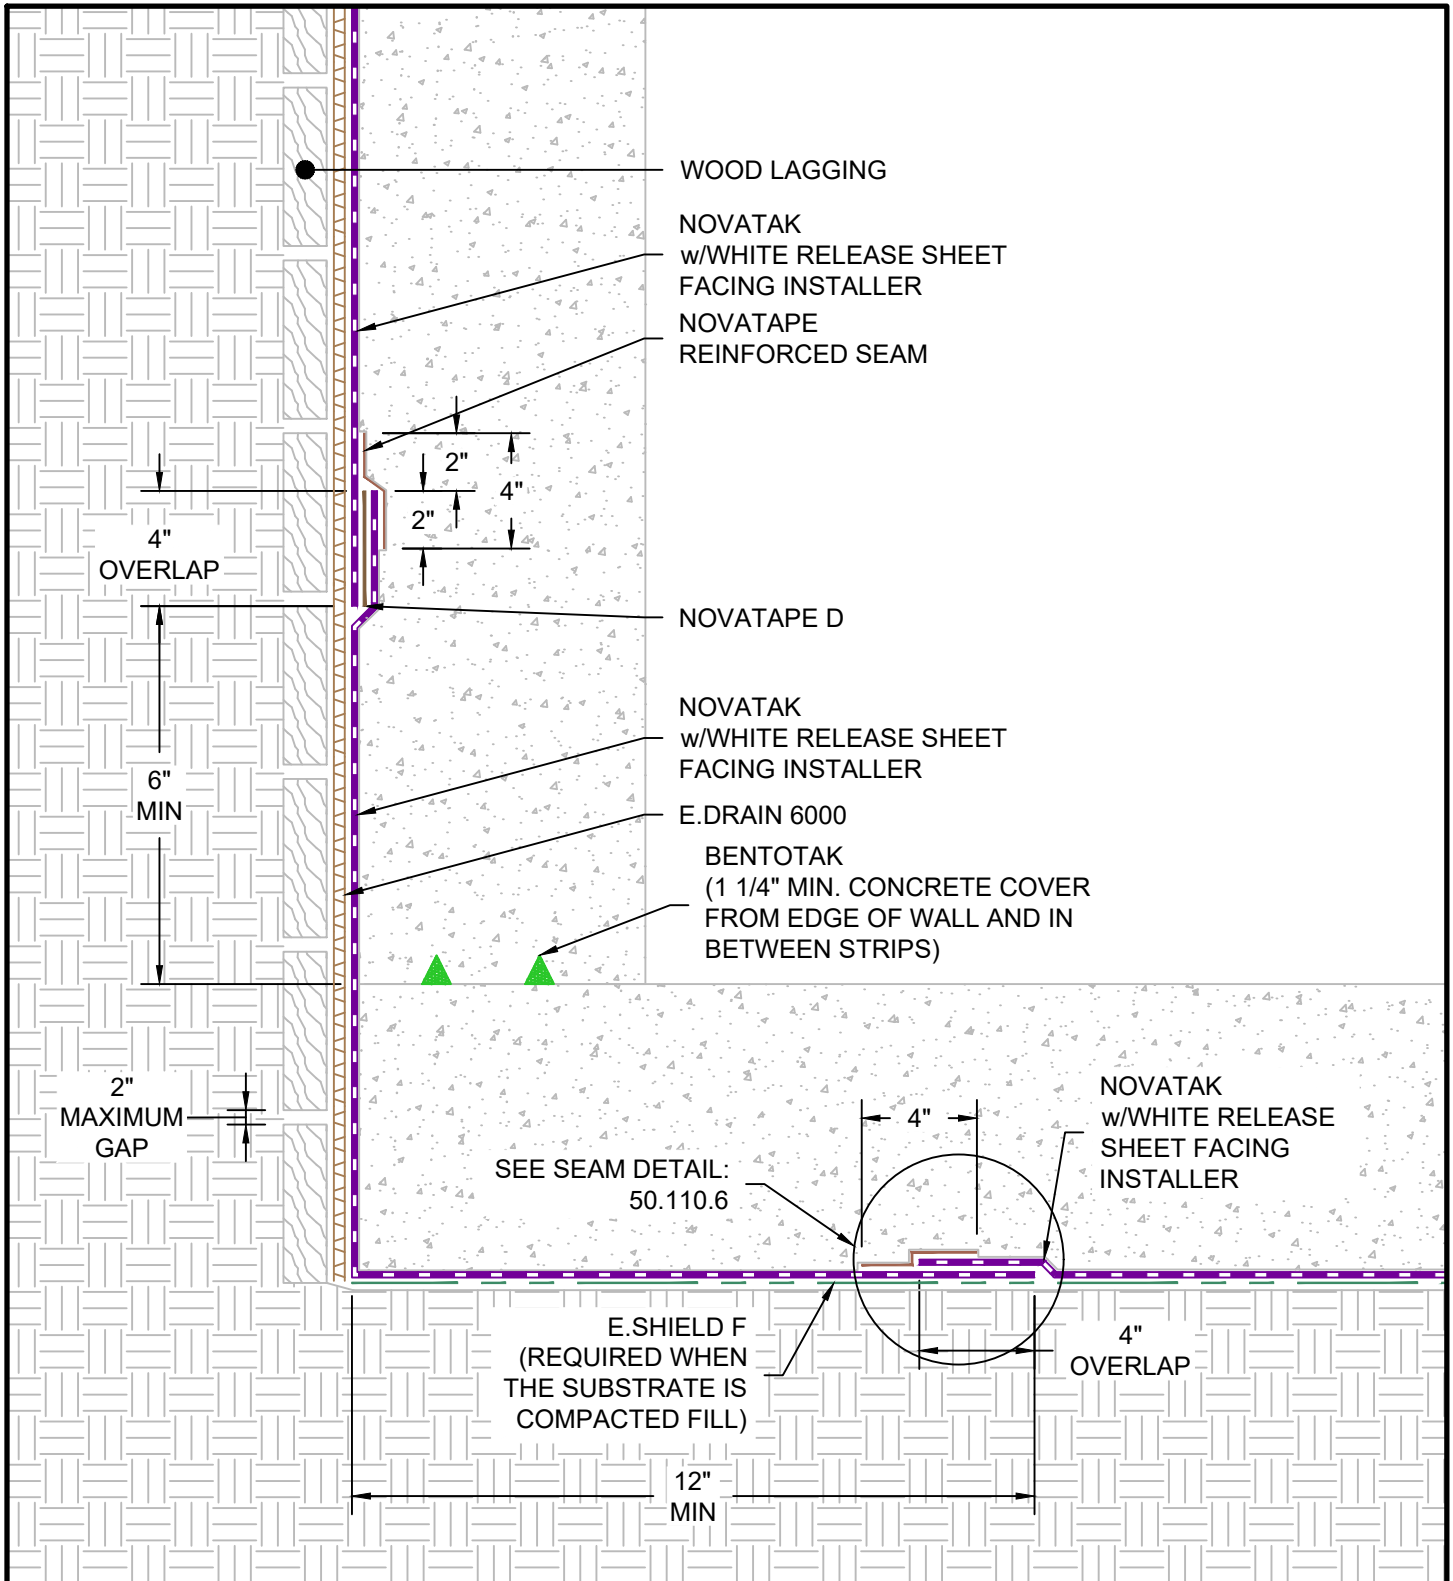 WOOD LAGGING
NOVATAK
w/WHITE RELEASE SHEET
FACING INSTALLER
NOVATAPE
REINFORCED SEAM
2"
4"
2"
4"
OVERLAP
NOVATAPE D
NOVATAK
w/WHITE RELEASE SHEET
FACING INSTALLER
6"
MIN
E.DRAIN 6000
BENTOTAK
(1 1/4" MIN. CONCRETE COVER
FROM EDGE OF WALL AND IN
BETWEEN STRIPS)
2"
MAXIMUM
GAP
4"
NOVATAK
w/WHITE RELEASE
SHEET FACING
INSTALLER
SEE SEAM DETAIL:
50.110.6
E.SHIELD F
(REQUIRED WHEN
THE SUBSTRATE IS
COMPACTED FILL)
4"
OVERLAP
12"
MIN